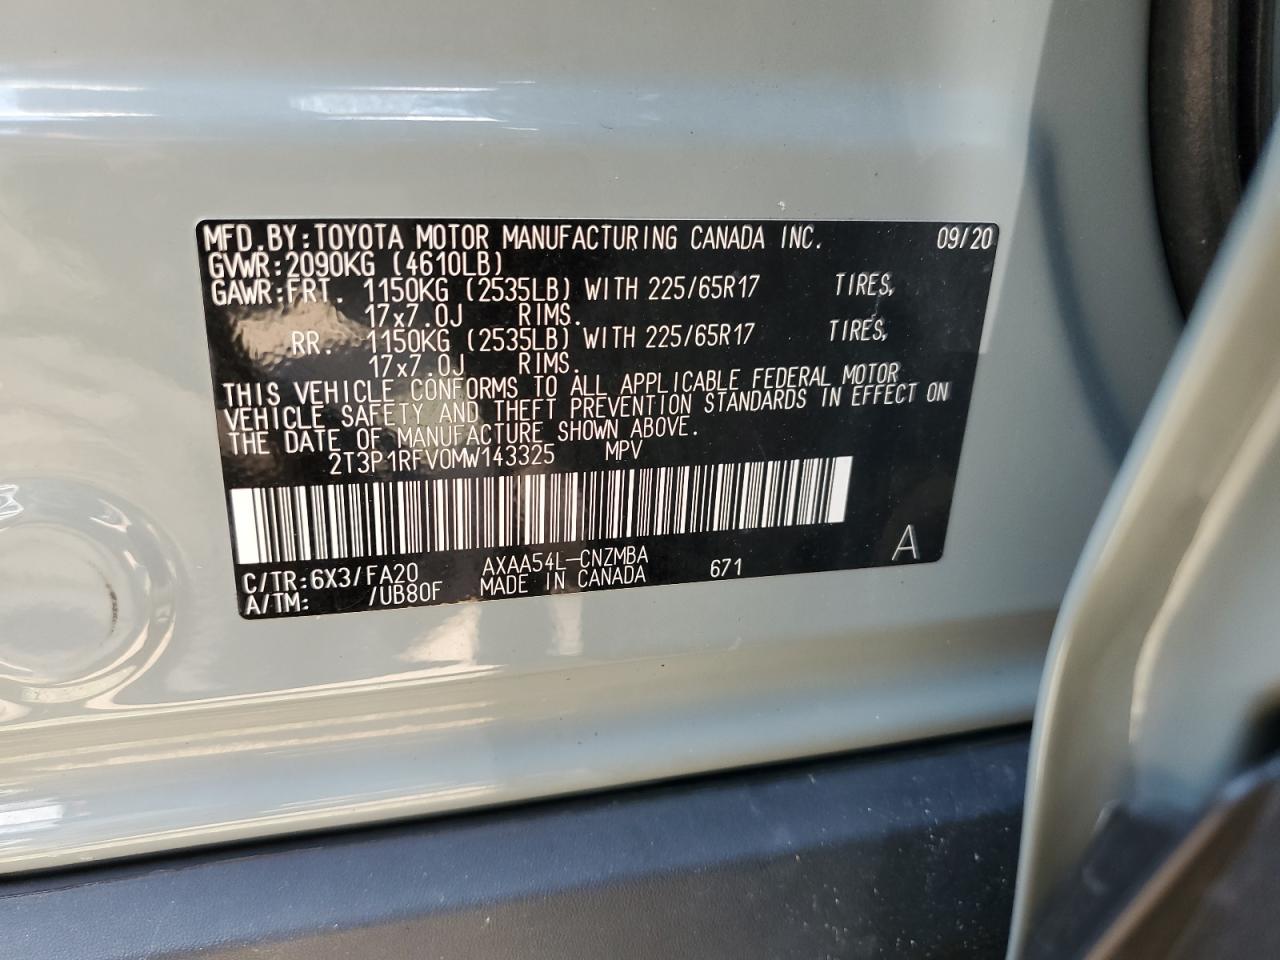 MFD.BY:TOYOTA MOTOR MANUFACTURING CANADA INC. 09/20
GVWR:2090KG (4610LB)
GAWR:FRT. 1150KG (2535LB) WITH 225/65R17 TIRES,
17x7.0J RIMS.
RR. 1150KG (2535LB) WITH 225/65R17 TIRES,
17x7.0J RIMS.
THIS VEHICLE CONFORMS TO ALL APPLICABLE FEDERAL MOTOR
VEHICLE SAFETY AND THEFT PREVENTION STANDARDS IN EFFECT ON
THE DATE OF MANUFACTURE SHOWN ABOVE.
2T3P1RFV0MW143325 MPV
C/TR:6X3/FA20 AXAA54L-CNZMBA 671 A
A/TM: /UB80F MADE IN CANADA